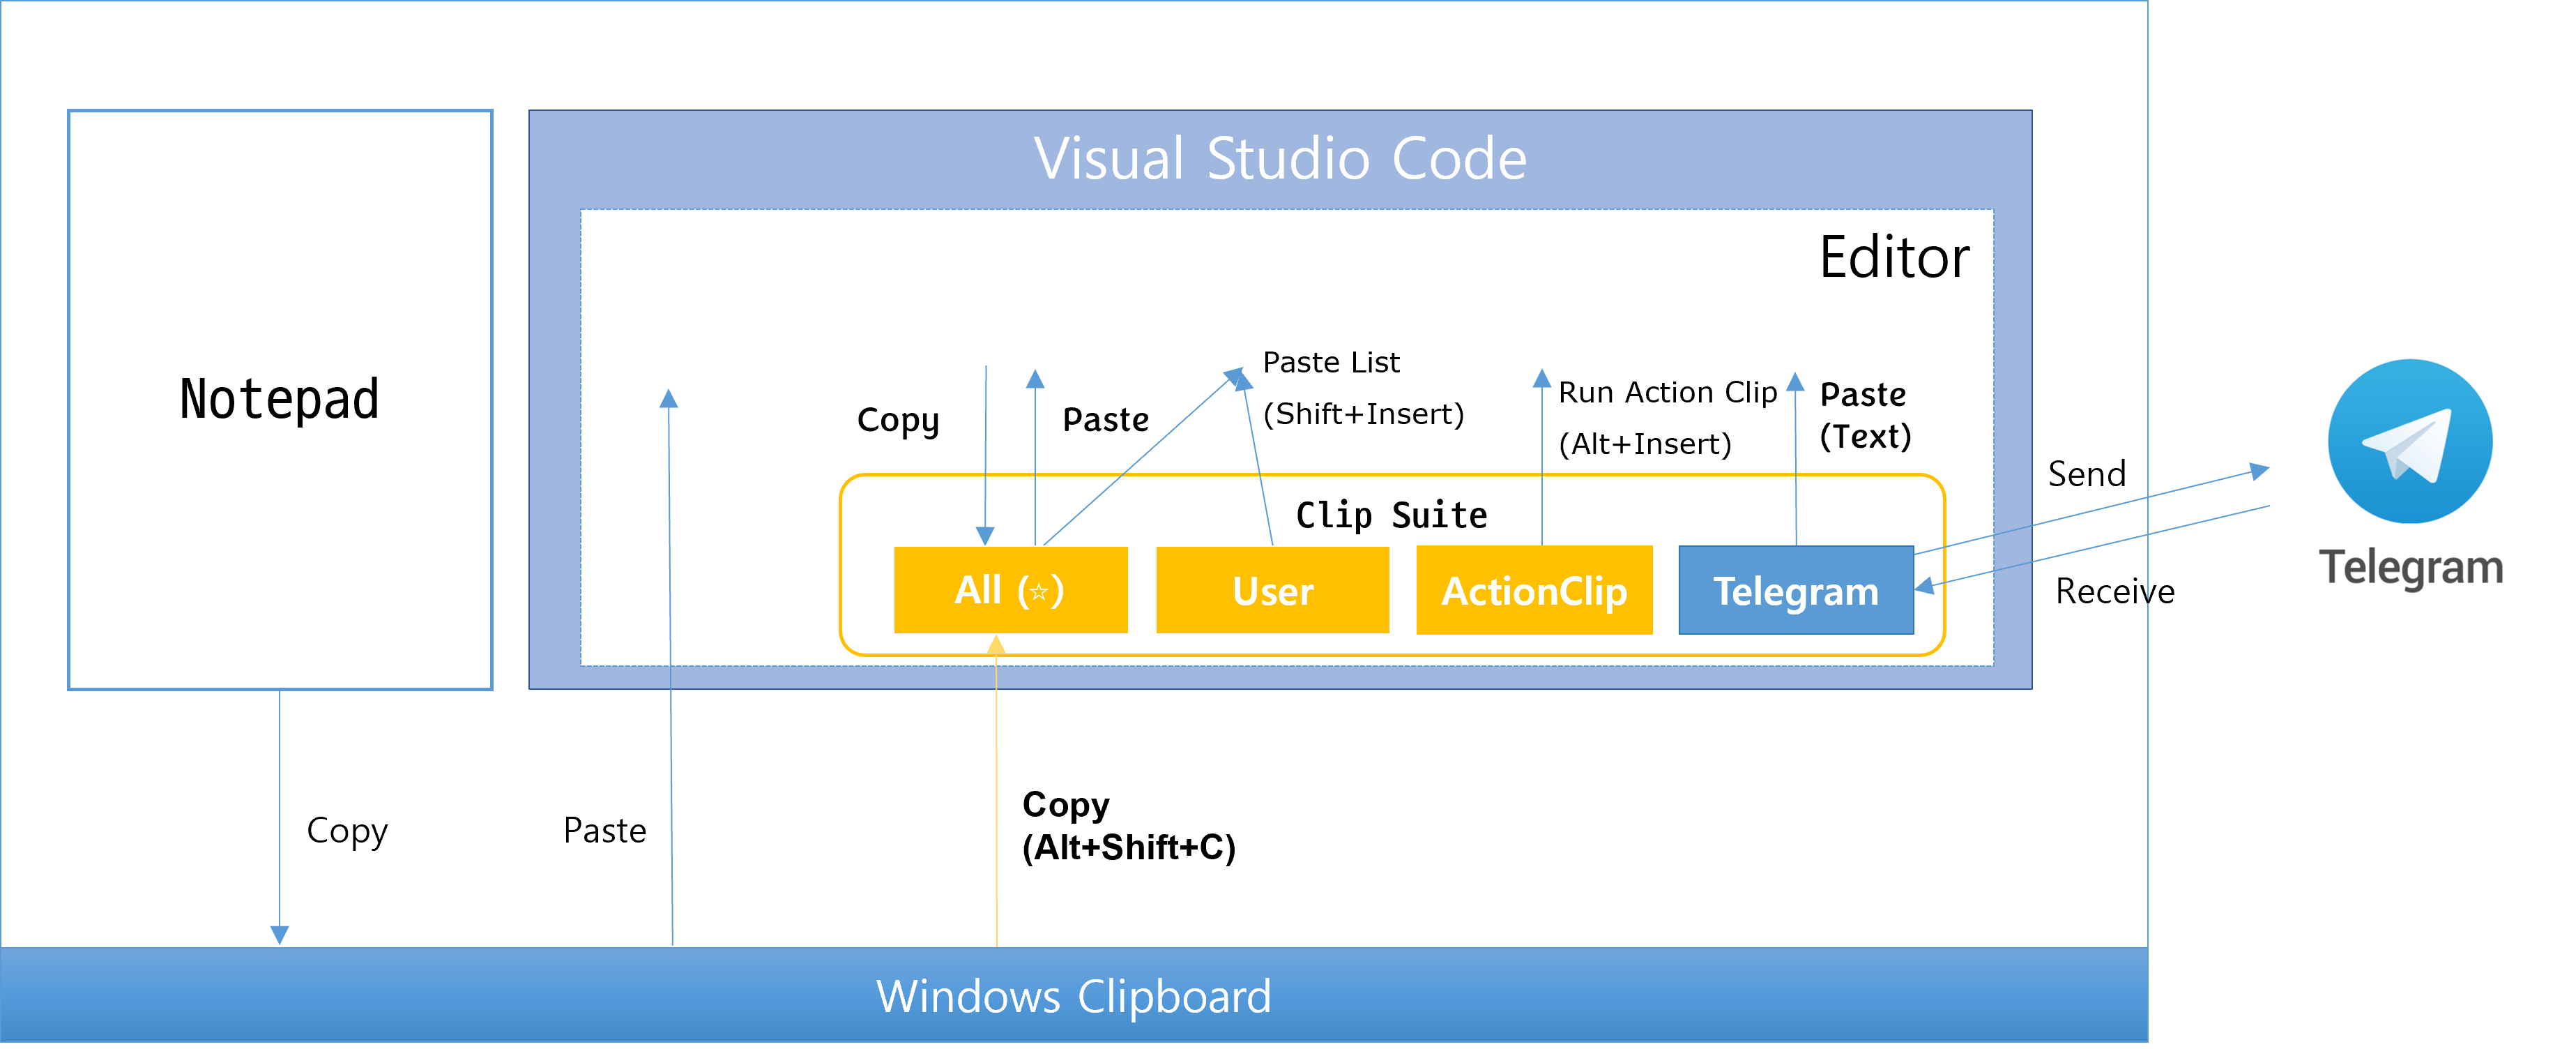 Visual Studio Code
Editor
Notepad
Copy
Paste
Paste List
(Shift+Insert)
Run Action Clip
(Alt+Insert)
Paste
(Text)
Clip Suite
All (☆)
User
ActionClip
Telegram
Send
Receive
Telegram
Copy
Paste
Copy
(Alt+Shift+C)
Windows Clipboard